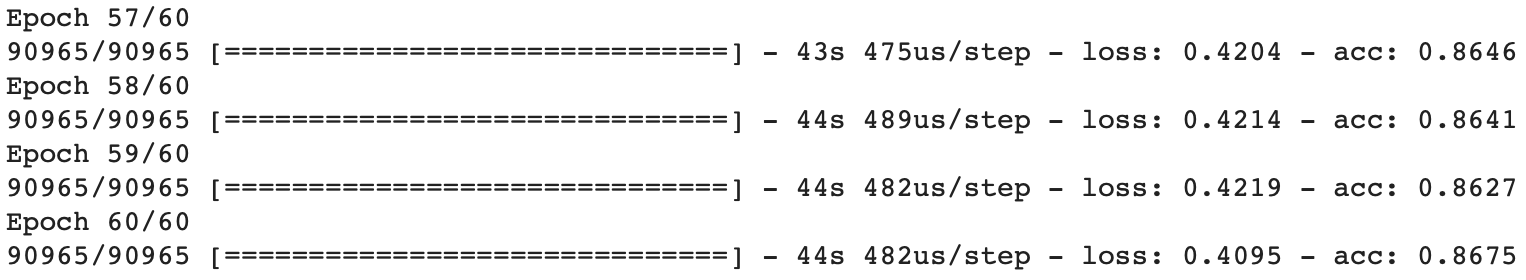 Epoch 57/60
90965/90965 [==============================] - 43s 475us/step - loss: 0.4204 - acc: 0.8646
Epoch 58/60
90965/90965 [==============================] - 44s 489us/step - loss: 0.4214 - acc: 0.8641
Epoch 59/60
90965/90965 [==============================] - 44s 482us/step - loss: 0.4219 - acc: 0.8627
Epoch 60/60
90965/90965 [==============================] - 44s 482us/step - loss: 0.4095 - acc: 0.8675